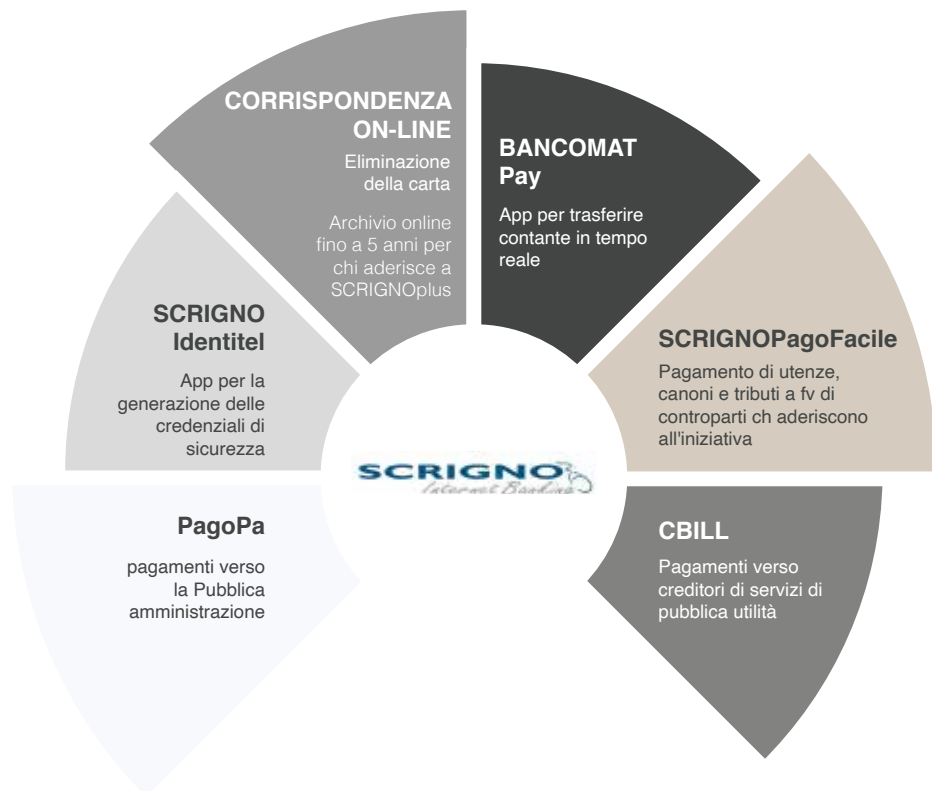 CORRISPONDENZA
ON-LINE
Eliminazione
della carta
Archivio online
fino a 5 anni per
chi aderisce a
SCRIGNOplus
BANCOMAT
Pay
App per trasferire
contante in tempo
reale
SCRIGNO
Identitel
App per la
generazione delle
credenziali di
sicurezza
SCRIGNOPagoFacile
Pagamento di utenze,
canoni e tributi a fv di
controparti ch aderiscono
all'iniziativa
SCRIGNO
Internet Banking
PagoPa
pagamenti verso
la Pubblica
amministrazione
CBILL
Pagamenti verso
creditori di servizi di
pubblica utilità